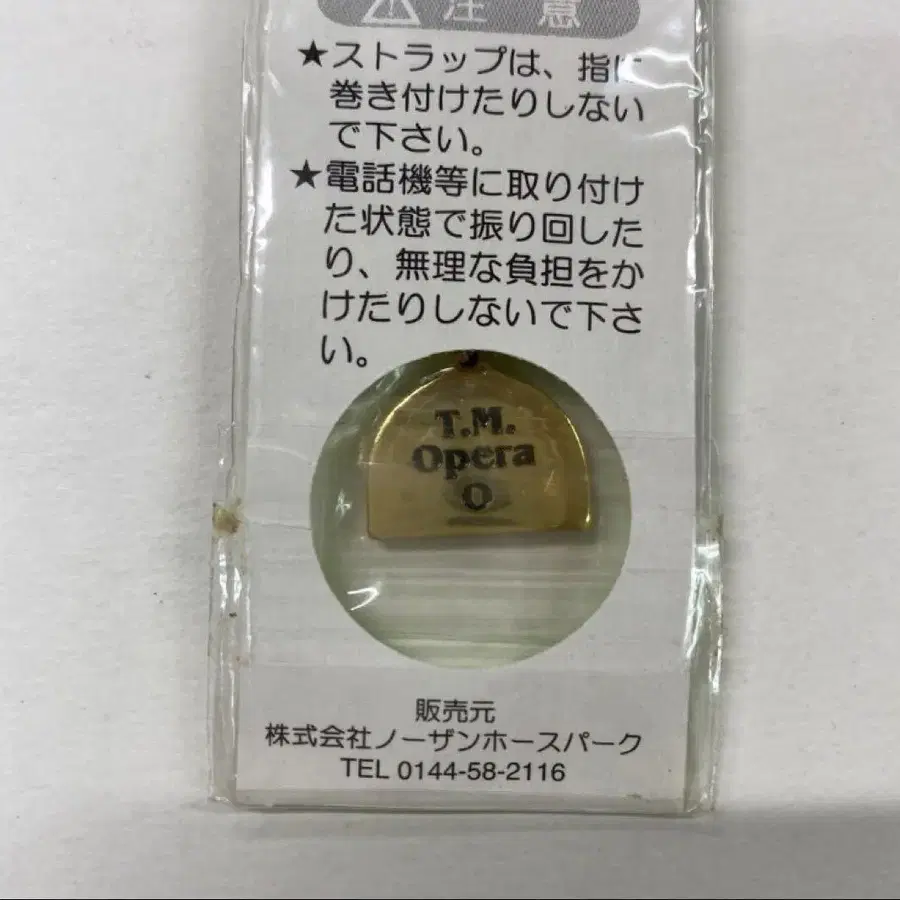 注意
★ストラップは、指に
巻き付けたりしない
で下さい。
★電話機等に取り付け
た状態で振り回した
り、無理な負担をか
けたりしないで下さ
い。
T.M.
Opera
O
販売元
株式会社ノーザンホースパーク
TEL 0144-58-2116